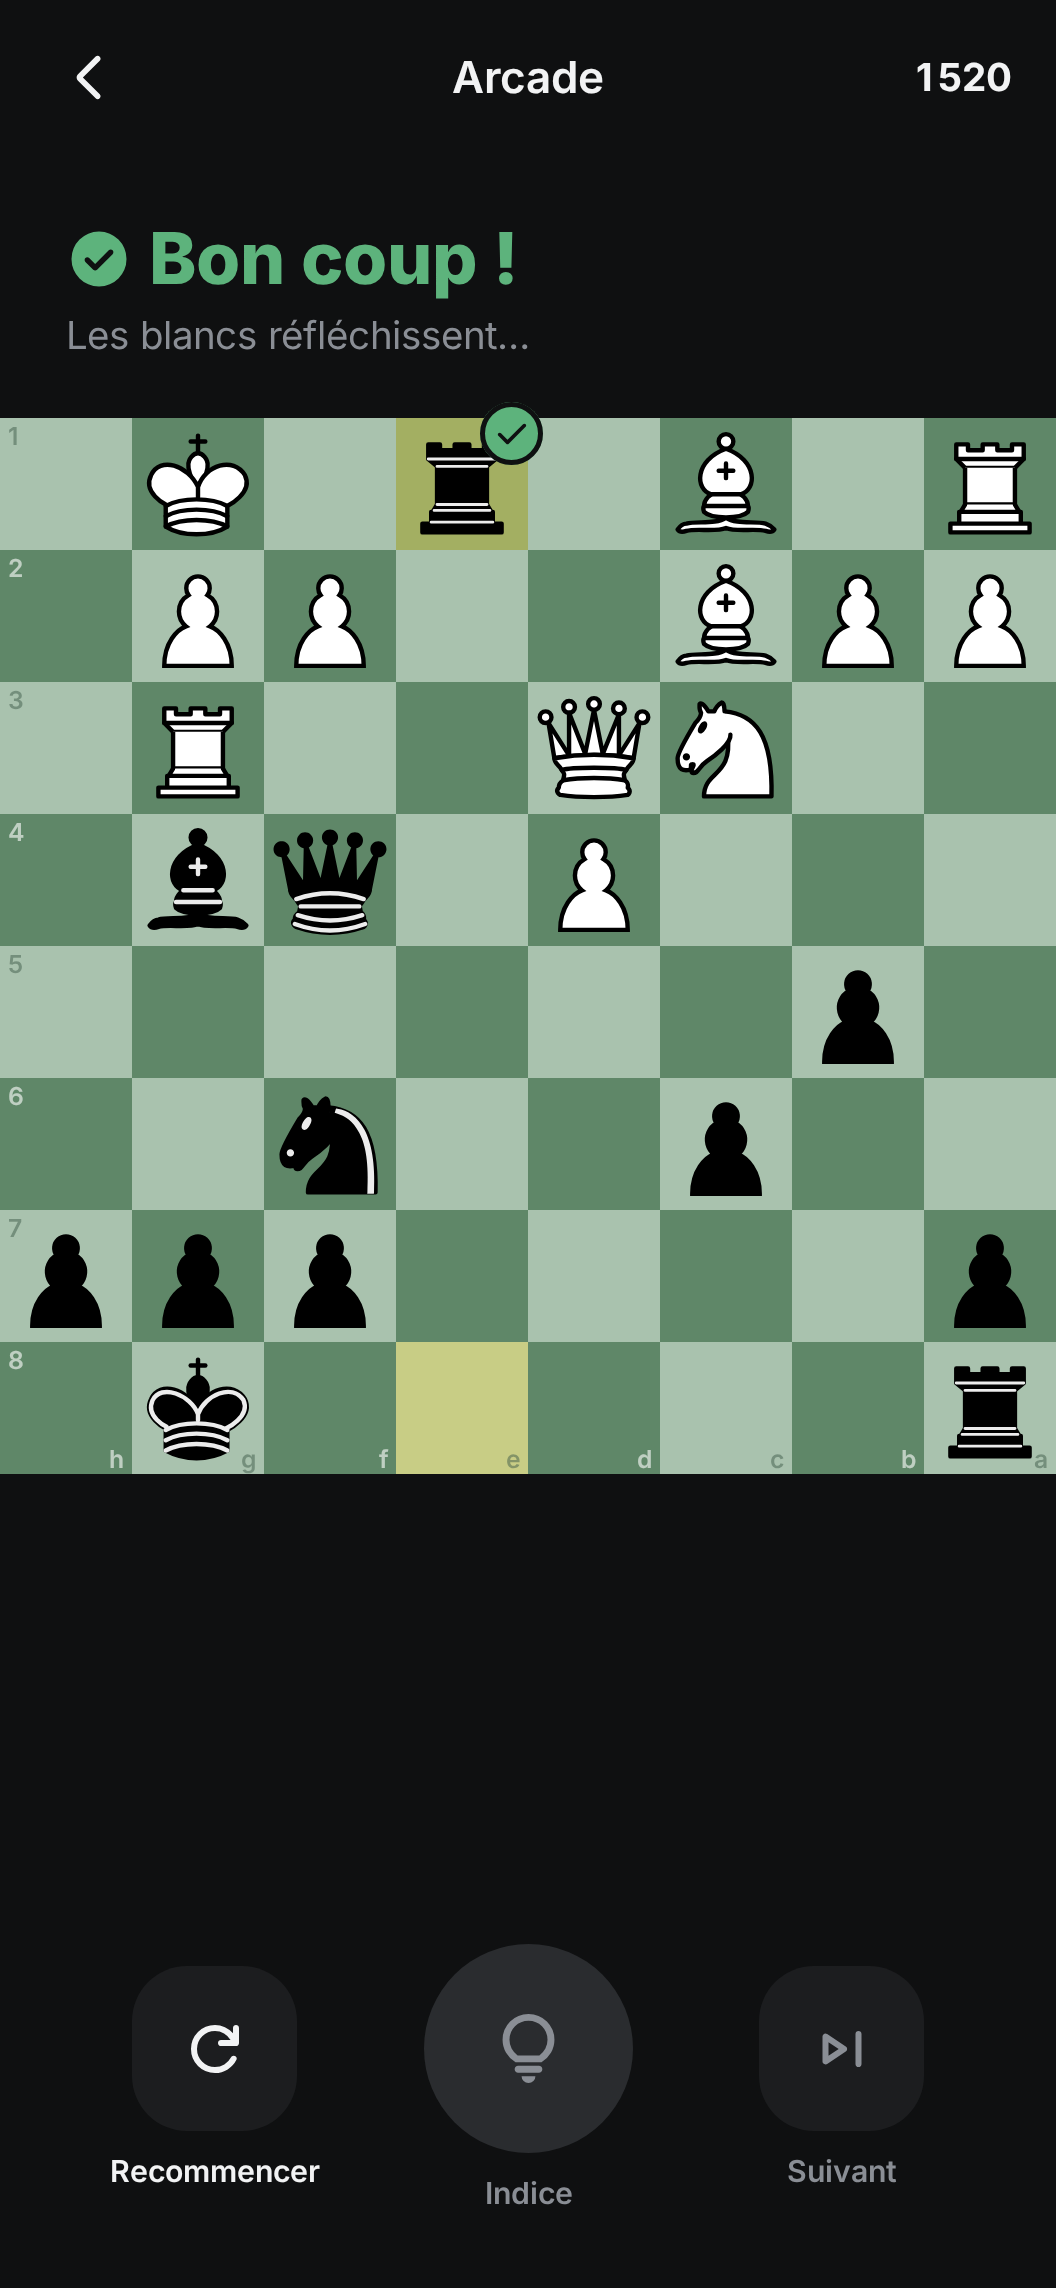 Arcade
1520
Bon coup !
Les blancs réfléchissent...
1
2
3
4
5
6
7
8
h g f e d c b a
Recommencer
Indice
Suivant